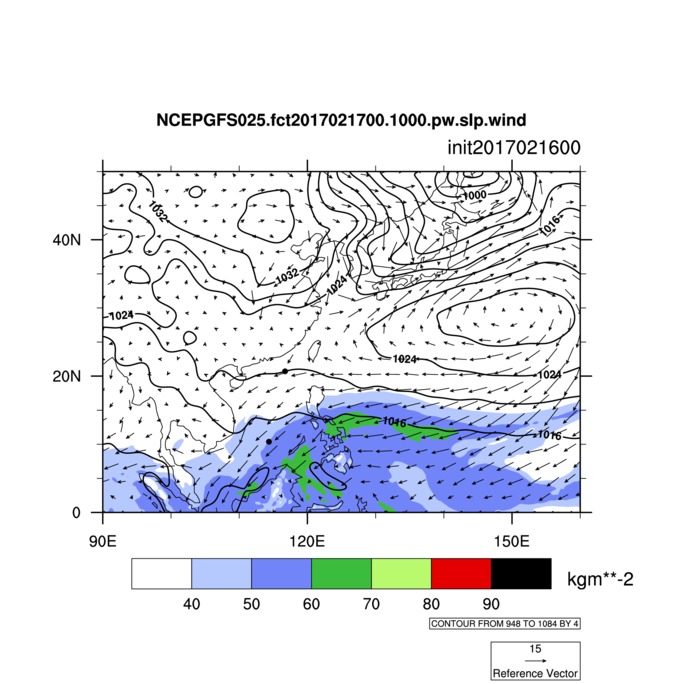 NCEPGFS025.fct2017021700.1000.pw.slp.wind
init2017021600
1000
1032
1016
40N
1032
1024
1024
1024
20N
1024
1016
1016
0
90E 120E 150E
40 50 60 70 80 90
kgm**-2
CONTOUR FROM 948 TO 1084 BY 4
15
Reference Vector